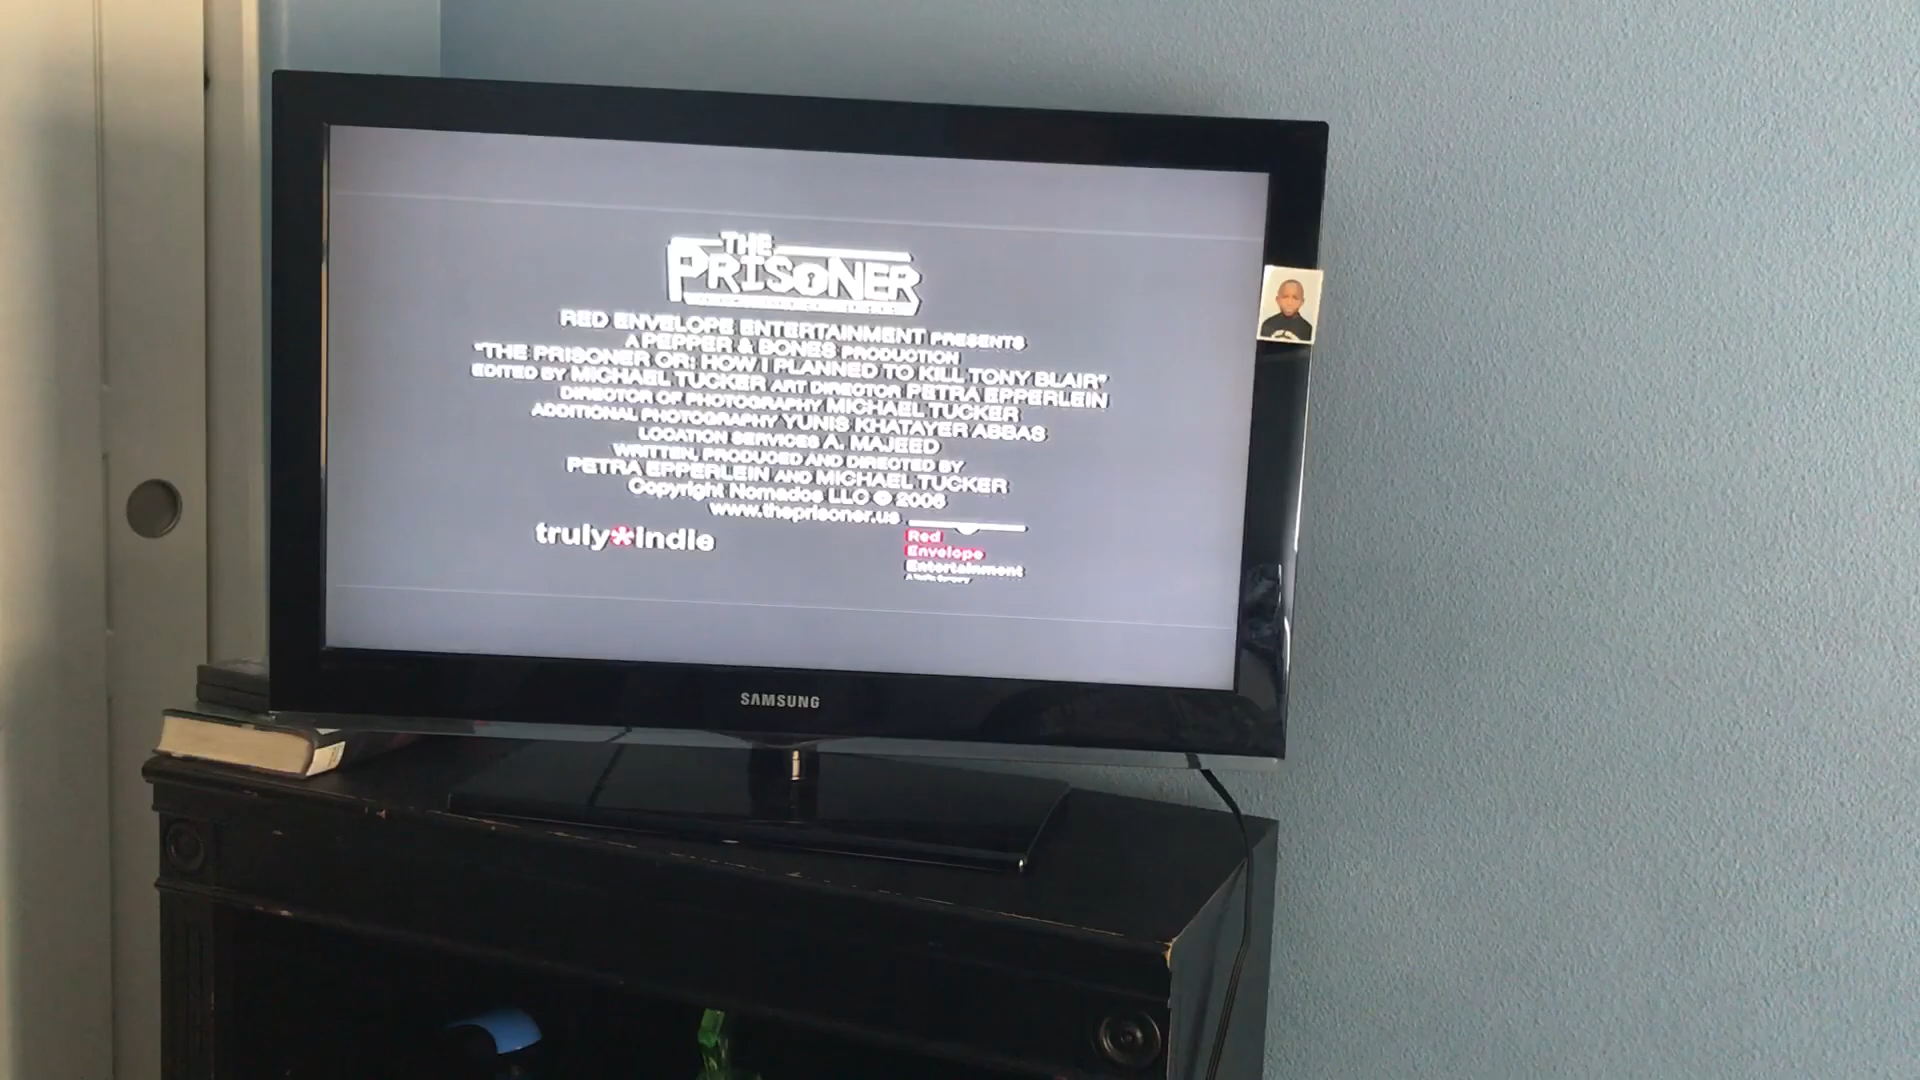 THE
PRISONER
RED ENVELOPE ENTERTAINMENT PRESENTS
A PEPPER & BONES PRODUCTION
"THE PRISONER OR: HOW I PLANNED TO KILL TONY BLAIR"
EDITED BY MICHAEL TUCKER ART DIRECTOR PETRA EPPERLEIN
DIRECTOR OF PHOTOGRAPHY MICHAEL TUCKER
ADDITIONAL PHOTOGRAPHY YUNIS KHATAYER ABBAS
LOCATION SERVICES A. MAJEED
WRITTEN, PRODUCED AND DIRECTED BY
PETRA EPPERLEIN AND MICHAEL TUCKER
Copyright Nomados LLC © 2006
www.theprisoner.us
truly*indie
Red
Envelope
Entertainment
A Netflix Company
SAMSUNG